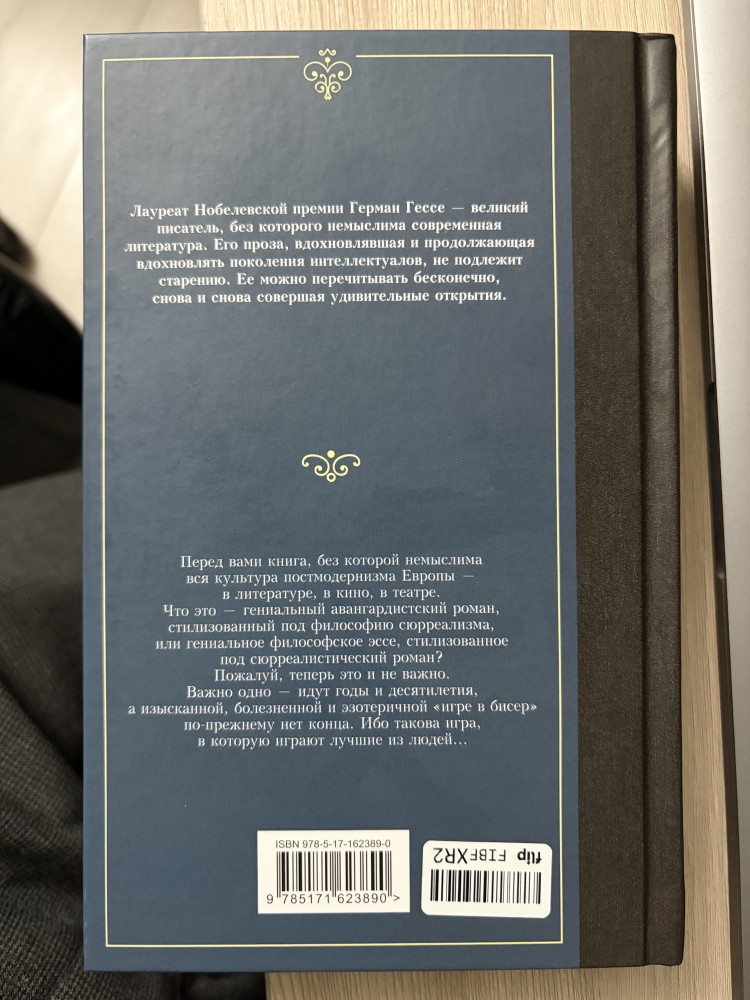 Лауреат Нобелевской премии Герман Гессе — великий
писатель, без которого немыслима современная
литература. Его проза, вдохновлявшая и продолжающая
вдохновлять поколения интеллектуалов, не подлежит
старению. Ее можно перечитывать бесконечно,
снова и снова совершая удивительные открытия.
Перед вами книга, без которой немыслима
вся культура постмодернизма Европы —
в литературе, в кино, в театре.
Что это — гениальный авангардистский роман,
стилизованный под философию сюрреализма,
или гениальное философское эссе, стилизованное
под сюрреалистический роман?
Пожалуй, теперь это и не важно.
Важно одно — идут годы и десятилетия,
а изысканной, болезненной и эзотеричной «игре в бисер»
по-прежнему нет конца. Ибо такова игра,
в которую играют лучшие из людей...
ISBN 978-5-17-162389-0
9 785171 623890 >
flip FIBFXR2